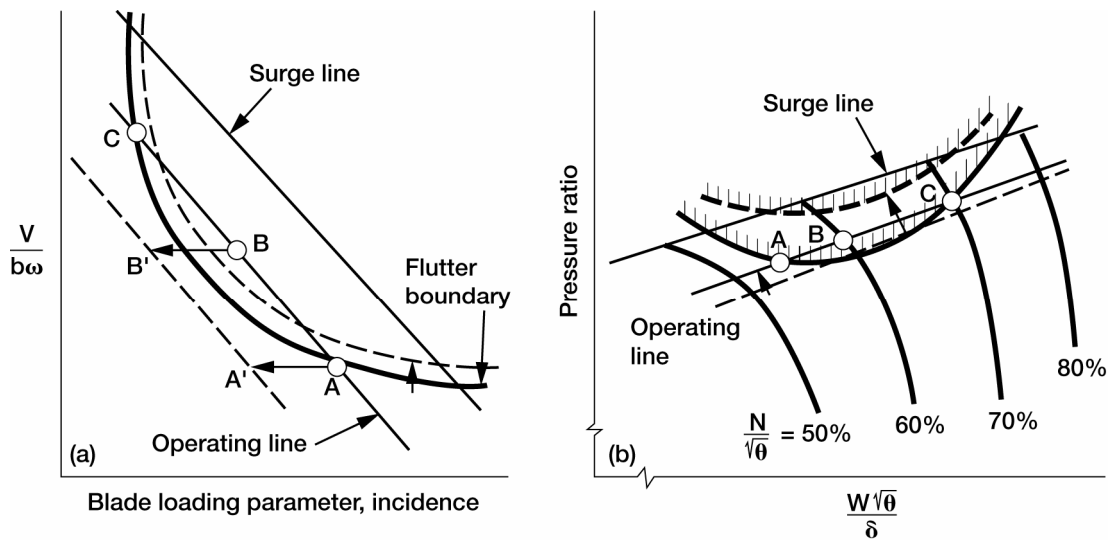 Surge line
C
V
bω
B
B'
Flutter
boundary
A'
A
Operating line
(a)
Blade loading parameter, incidence
Pressure ratio
Surge line
C
A
B
Operating
line
80%
N
√θ
= 50%
60%
70%
(b)
W√θ
δ